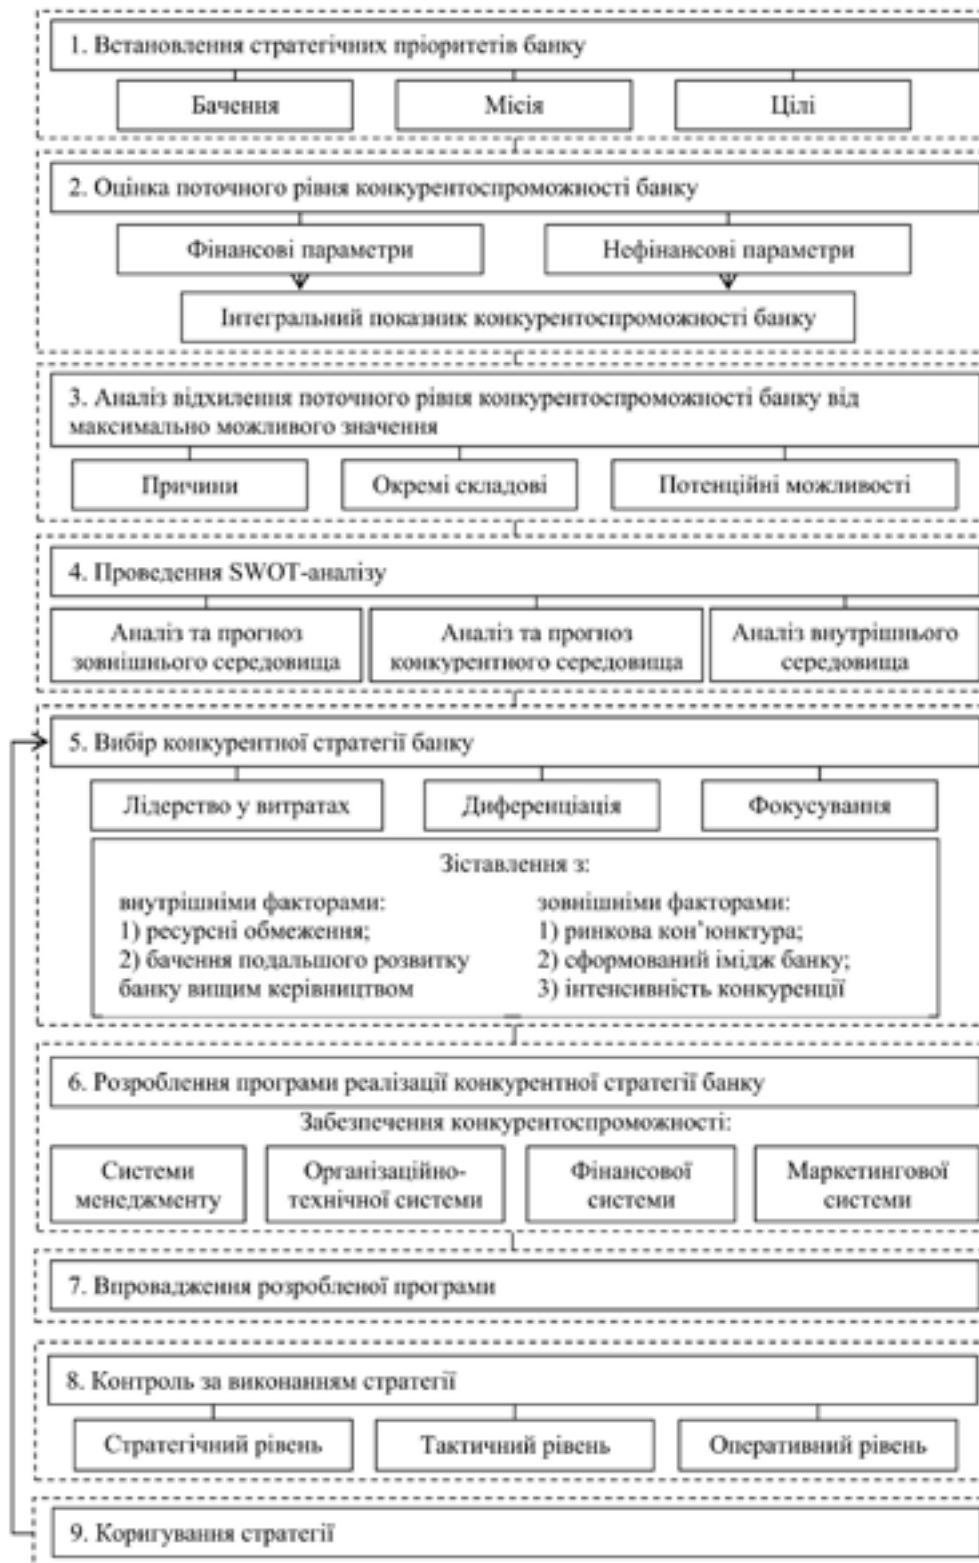 1. Встановлення стратегічних пріоритетів банку
Бачення
Місія
Цілі
2. Оцінка поточного рівня конкурентоспроможності банку
Фінансові параметри
Нефінансові параметри
Інтегральний показник конкурентоспроможності банку
3. Аналіз відхилення поточного рівня конкурентоспроможності банку від
максимально можливого значення
Причини
Окремі складові
Потенційні можливості
4. Проведення SWOT-аналізу
Аналіз та прогноз
зовнішнього середовища
Аналіз та прогноз
конкурентного середовища
Аналіз внутрішнього
середовища
5. Вибір конкурентної стратегії банку
Лідерство у витратах
Диференціація
Фокусування
Зіставлення з:
внутрішніми факторами:
1) ресурсні обмеження;
2) бачення подальшого розвитку
банку вищим керівництвом
зовнішніми факторами:
1) ринкова кон’юнктура;
2) сформований імідж банку;
3) інтенсивність конкуренції
6. Розроблення програми реалізації конкурентної стратегії банку
Забезпечення конкурентоспроможності:
Системи
менеджменту
Організаційно-
технічної системи
Фінансової
системи
Маркетингової
системи
7. Впровадження розробленої програми
8. Контроль за виконанням стратегії
Стратегічний рівень
Тактичний рівень
Оперативний рівень
9. Коригування стратегії